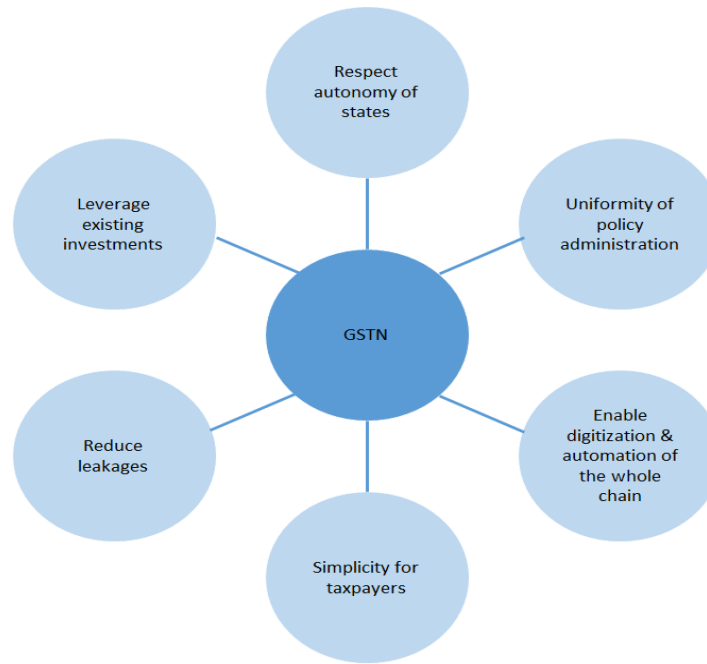 Respect
autonomy of
states
Leverage
existing
investments
Uniformity of
policy
administration
GSTN
Reduce
leakages
Enable
digitization &
automation of
the whole
chain
Simplicity for
taxpayers